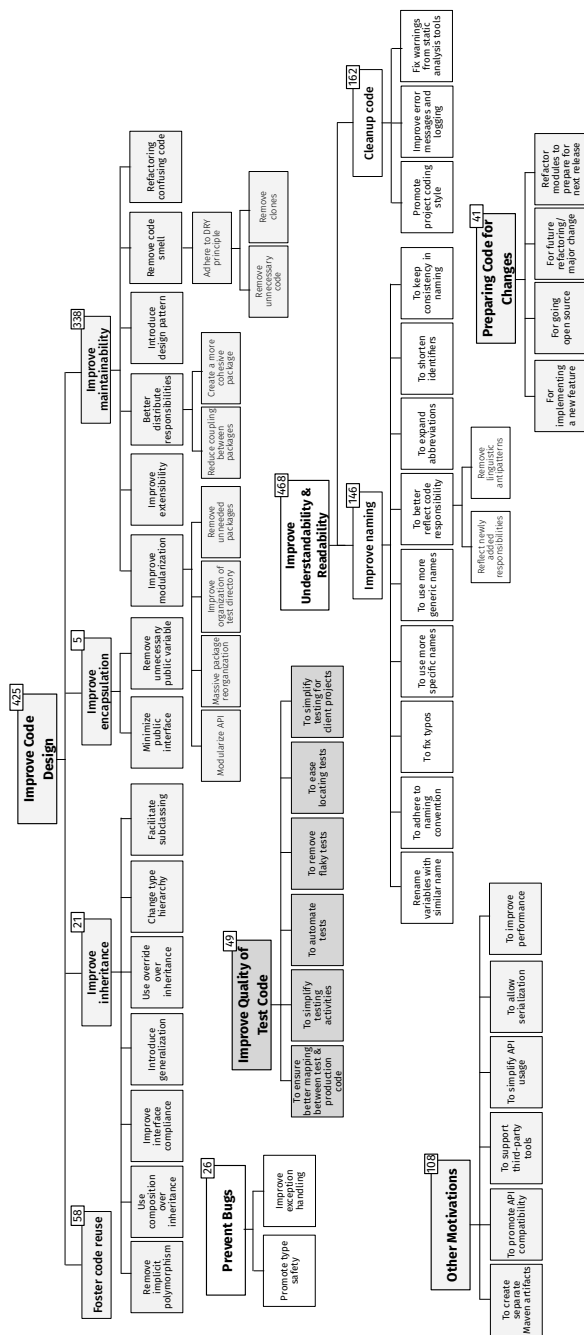 425
Improve Code
Design
58
Foster code reuse
21
Improve
inheritance
5
Improve
encapsulation
338
Improve
maintainability
Remove
implicit
polymorphism
Use
composition
over
inheritance
Improve
interface
compliance
Introduce
generalization
Use override
over
inheritance
Change type
hierarchy
Facilitate
subclassing
Minimize
public
interface
Remove
unnecessary
public variable
Improve
modularization
Improve
extensibility
Better
distribute
responsibilities
Introduce
design pattern
Remove code
smell
Refactoring
confusing code
Modularize API
Massive package
reorganization
Improve
organization of
test directory
Remove
unneeded
packages
Reduce coupling
between
packages
Create a more
cohesive
package
Adhere to DRY
principle
Remove
unnecessary
code
Remove
clones
26
Prevent Bugs
Promote type
safety
Improve
exception
handling
49
Improve Quality of
Test Code
To ensure
better mapping
between test &
production
code
To simplify
testing
activities
To automate
tests
To remove
flaky tests
To ease
locating tests
To simplify
testing for
client projects
468
Improve
Understandability &
Readability
146
Improve naming
162
Cleanup code
Rename
variables with
similar name
To adhere to
naming
convention
To fix typos
To use more
specific names
To use more
generic names
To better
reflect code
responsibility
To expand
abbreviations
To shorten
identifiers
To keep
consistency in
naming
Promote
project coding
style
Improve error
messages and
logging
Fix warnings
from static
analysis tools
Reflect newly
added
responsibilities
Remove
linguistic
antipatterns
108
Other Motivations
To create
separate
Maven artifacts
To promote API
compatibility
To support
third-party
tools
To simplify API
usage
To allow
serialization
To improve
performance
41
Preparing Code for
Changes
For
implementing
a new feature
For going
open source
For future
refactoring/
major change
Refactor
modules to
prepare for
next release